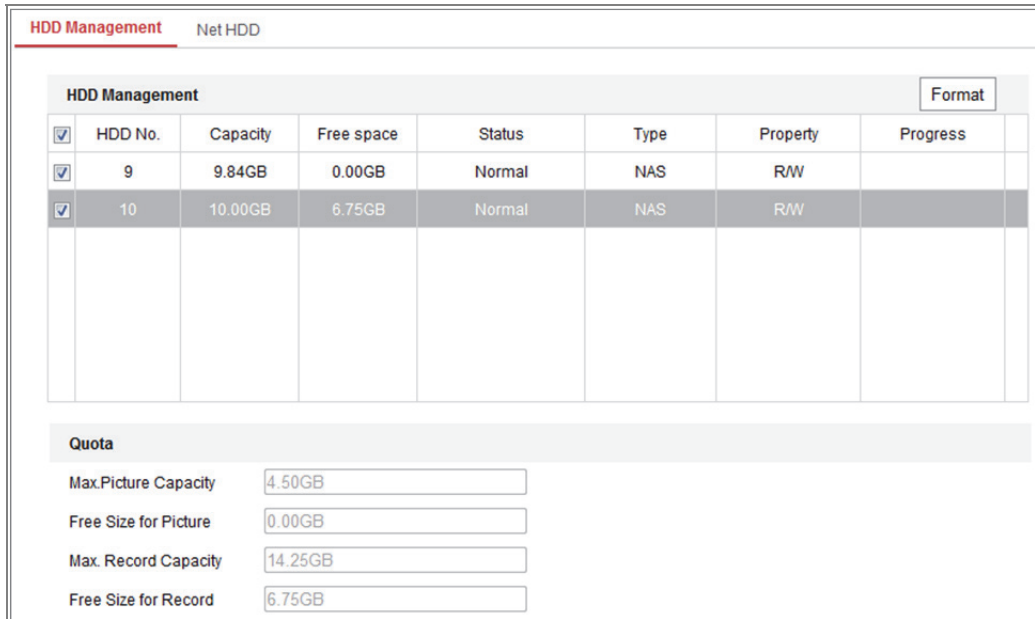 HDD Management Net HDD
HDD Management Format
HDD No. Capacity Free space Status Type Property Progress
9 9.84GB 0.00GB Normal NAS R/W
10 10.00GB 6.75GB Normal NAS R/W
Quota
Max.Picture Capacity 4.50GB
Free Size for Picture 0.00GB
Max. Record Capacity 14.25GB
Free Size for Record 6.75GB